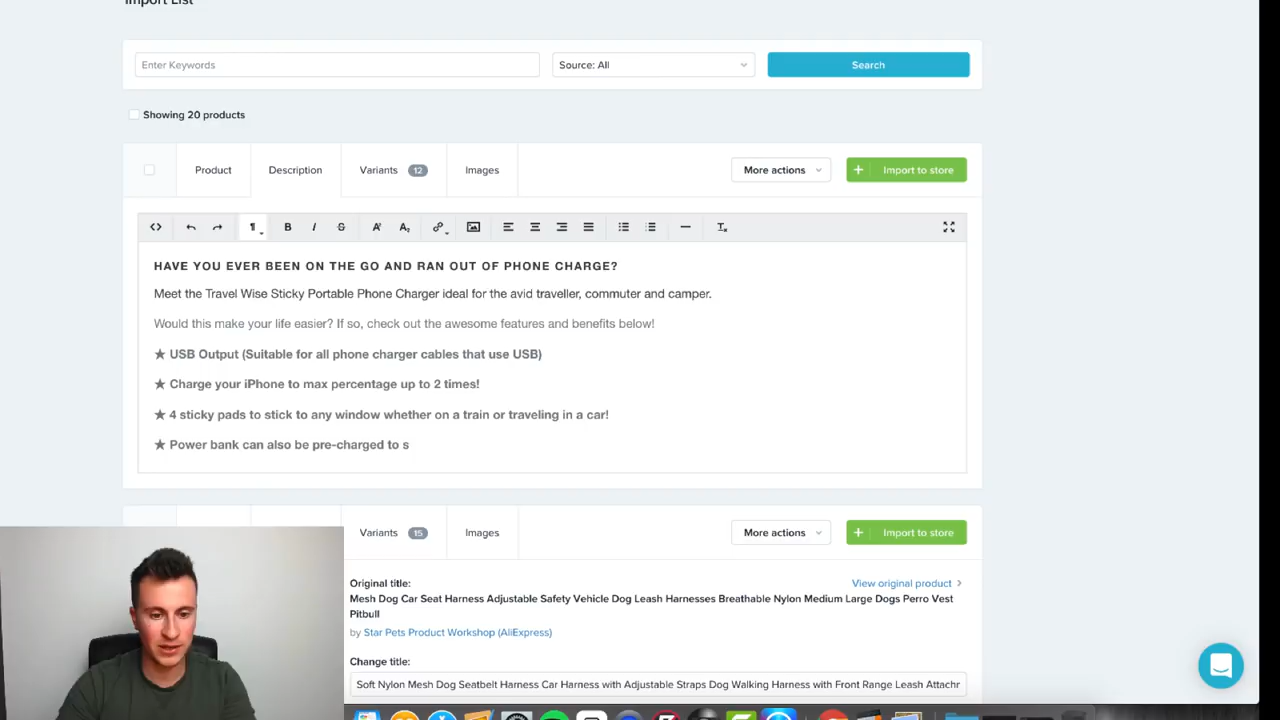 Import List
Enter Keywords
Source: All
Search
Showing 20 products
Product
Description
Variants 12
Images
More actions
+ Import to store
HAVE YOU EVER BEEN ON THE GO AND RAN OUT OF PHONE CHARGE?
Meet the Travel Wise Sticky Portable Phone Charger ideal for the avid traveller, commuter and camper.
Would this make your life easier? If so, check out the awesome features and benefits below!
★ USB Output (Suitable for all phone charger cables that use USB)
★ Charge your iPhone to max percentage up to 2 times!
★ 4 sticky pads to stick to any window whether on a train or traveling in a car!
★ Power bank can also be pre-charged to s
Variants 15
Images
More actions
+ Import to store
Original title:
View original product >
Mesh Dog Car Seat Harness Adjustable Safety Vehicle Dog Leash Harnesses Breathable Nylon Medium Large Dogs Perro Vest
Pitbull
by Star Pets Product Workshop (AliExpress)
Change title:
Soft Nylon Mesh Dog Seatbelt Harness Car Harness with Adjustable Straps Dog Walking Harness with Front Range Leash Attachr